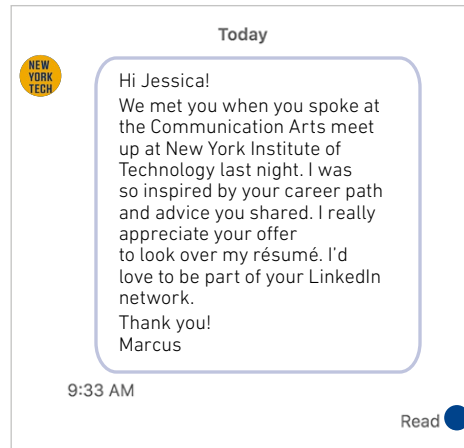 Today
NEW
YORK
TECH
Hi Jessica!
We met you when you spoke at
the Communication Arts meet
up at New York Institute of
Technology last night. I was
so inspired by your career path
and advice you shared. I really
appreciate your offer
to look over my résumé. I’d
love to be part of your LinkedIn
network.
Thank you!
Marcus
9:33 AM
Read